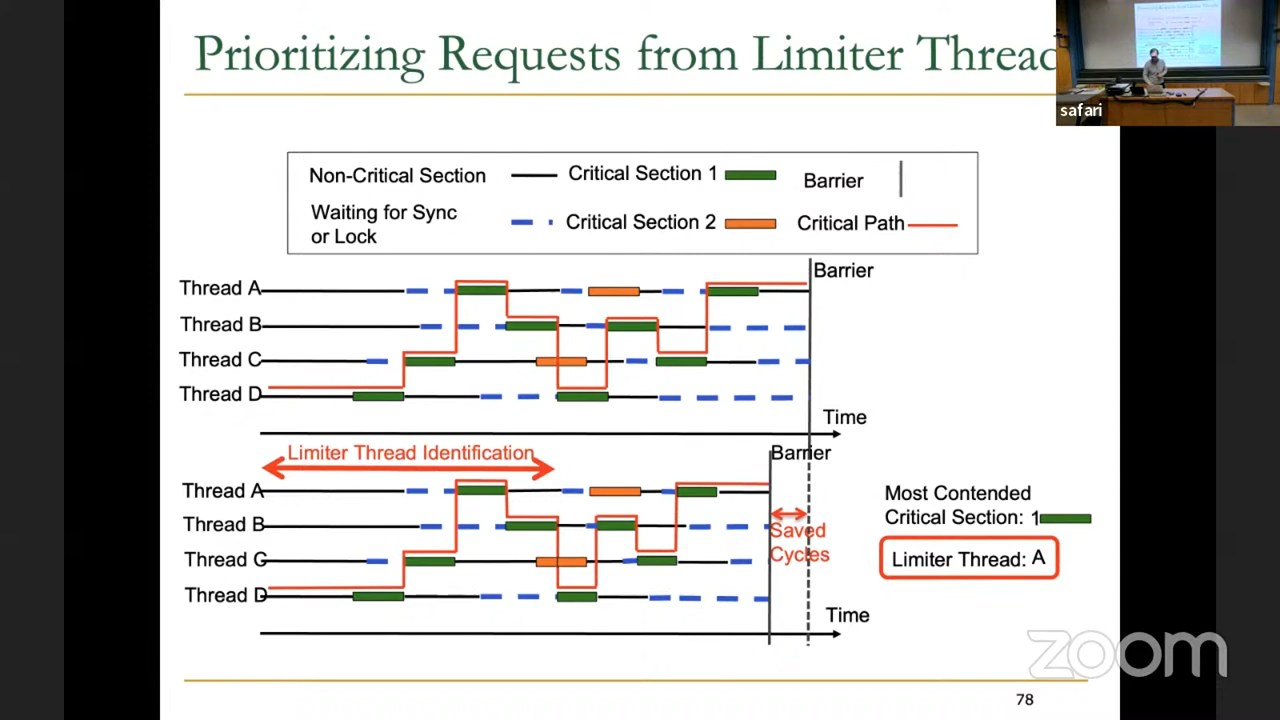 Prioritizing Requests from Limiter Thread
safari
Non-Critical Section
Critical Section 1
Barrier
Waiting for Sync
or Lock
Critical Section 2
Critical Path
Barrier
Thread A
Thread B
Thread C
Thread D
Time
Limiter Thread Identification
Barrier
Thread A
Thread B
Thread C
Thread D
Saved
Cycles
Time
Most Contended
Critical Section: 1
Limiter Thread: A
zoom
78